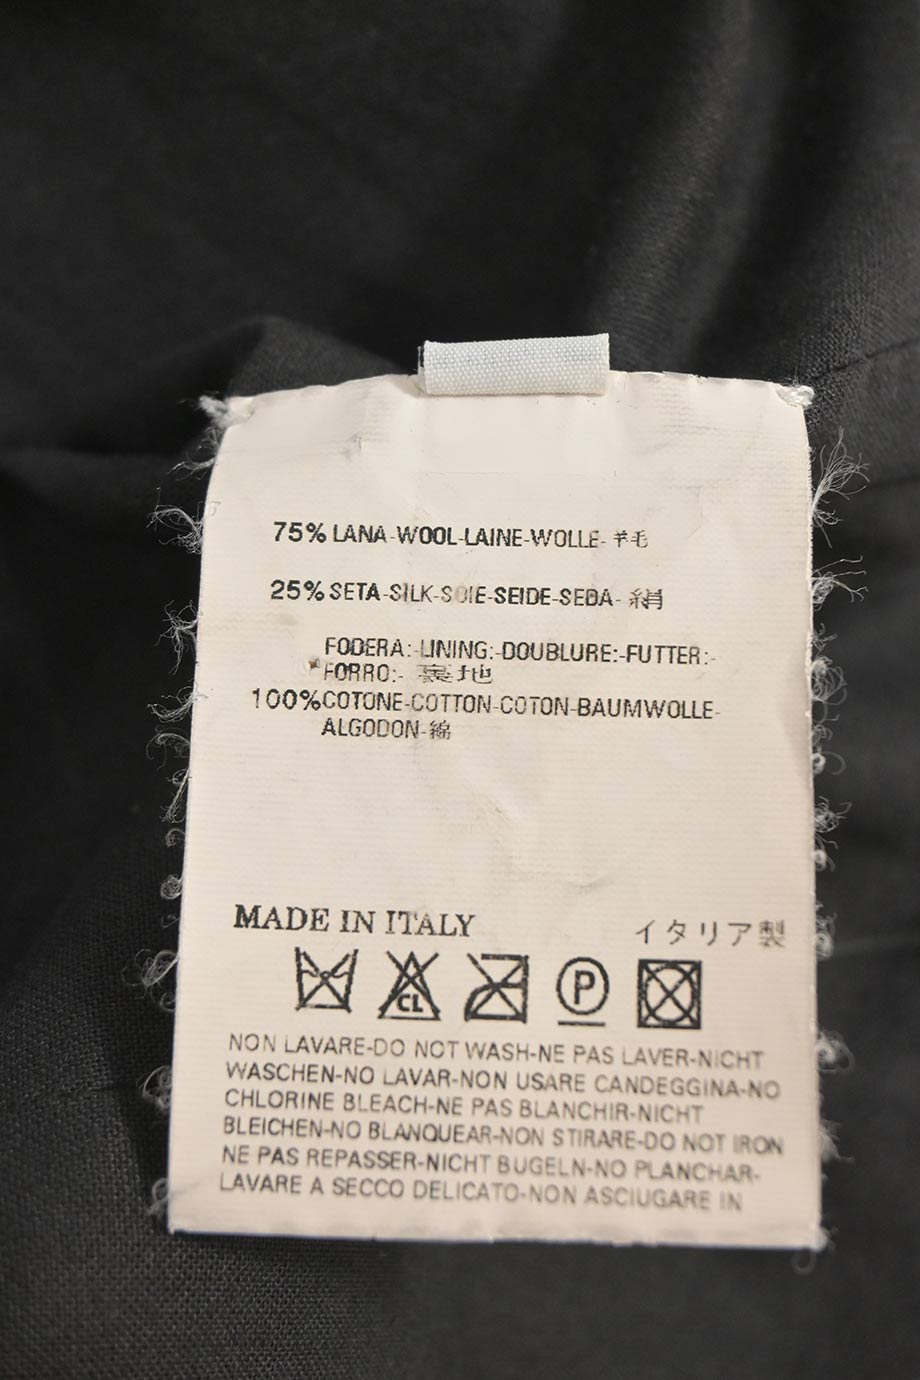 75% LANA-WOOL-LAINE-WOLLE-羊毛
25% SETA-SILK-SOIE-SEIDE-SEDA-絹
FODERA:-LINING:-DOUBLURE:-FUTTER:-
FORRO:- 裏地
100% COTONE-COTTON-COTON-BAUMWOLLE-
ALGODON-綿
MADE IN ITALY イタリア製
CL P
NON LAVARE-DO NOT WASH-NE PAS LAVER-NICHT
WASCHEN-NO LAVAR-NON USARE CANDEGGINA-NO
CHLORINE BLEACH-NE PAS BLANCHIR-NICHT
BLEICHEN-NO BLANQUEAR-NON STIRARE-DO NOT IRON
NE PAS REPASSER-NICHT BUGELN-NO PLANCHAR-
LAVARE A SECCO DELICATO-NON ASCIUGARE IN